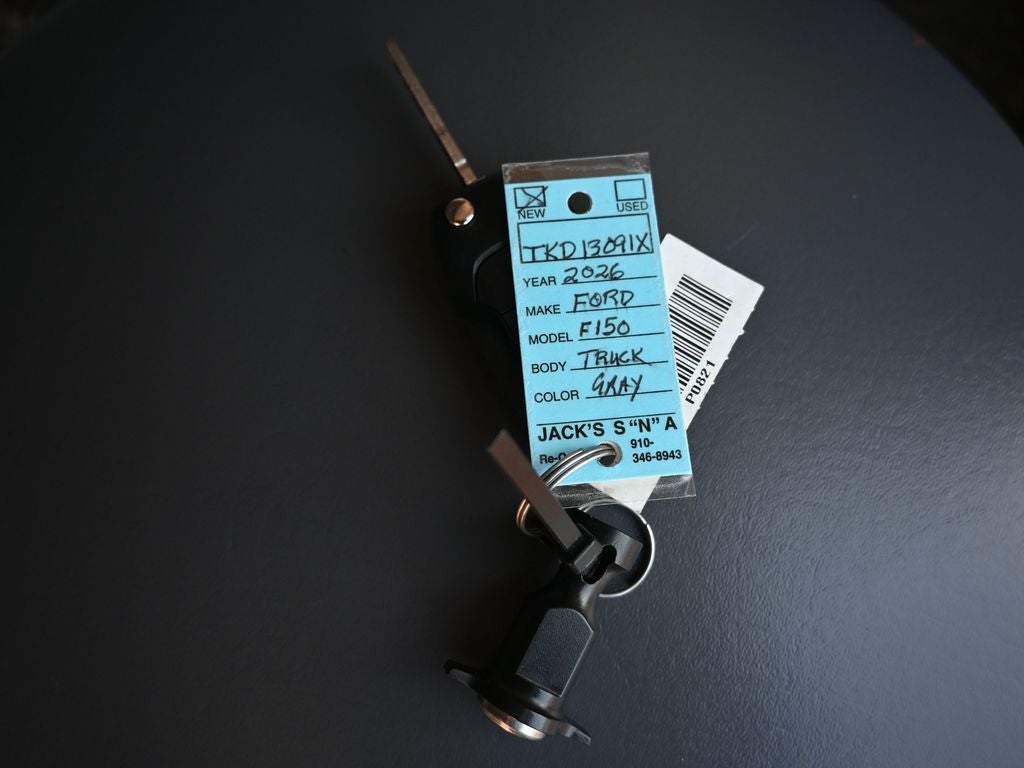 NEW USED
TKD13091X
YEAR 2026
MAKE FORD
MODEL F150
BODY TRUCK
COLOR GRAY
JACK'S S “N” A
910-
346-8943
P0821